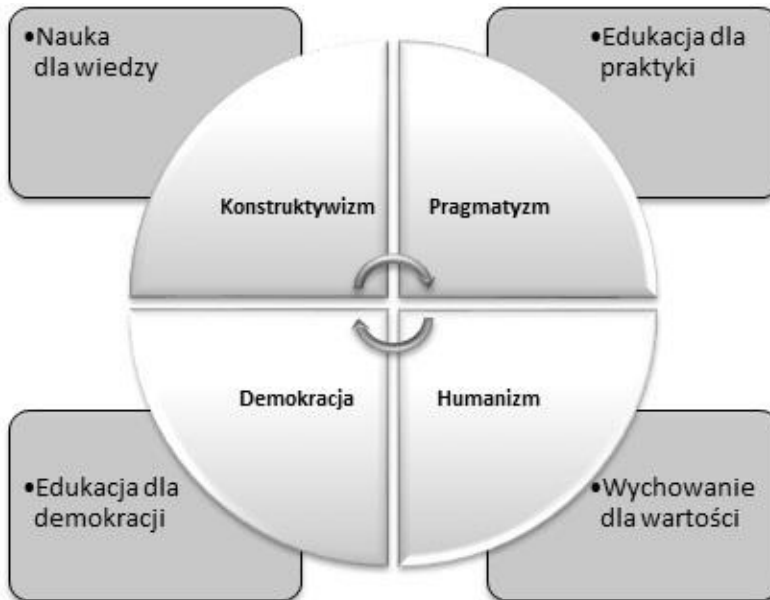 •Nauka
dla wiedzy
•Edukacja dla
praktyki
Konstruktywizm
Pragmatyzm
Demokracja
Humanizm
•Edukacja dla
demokracji
•Wychowanie
dla wartości